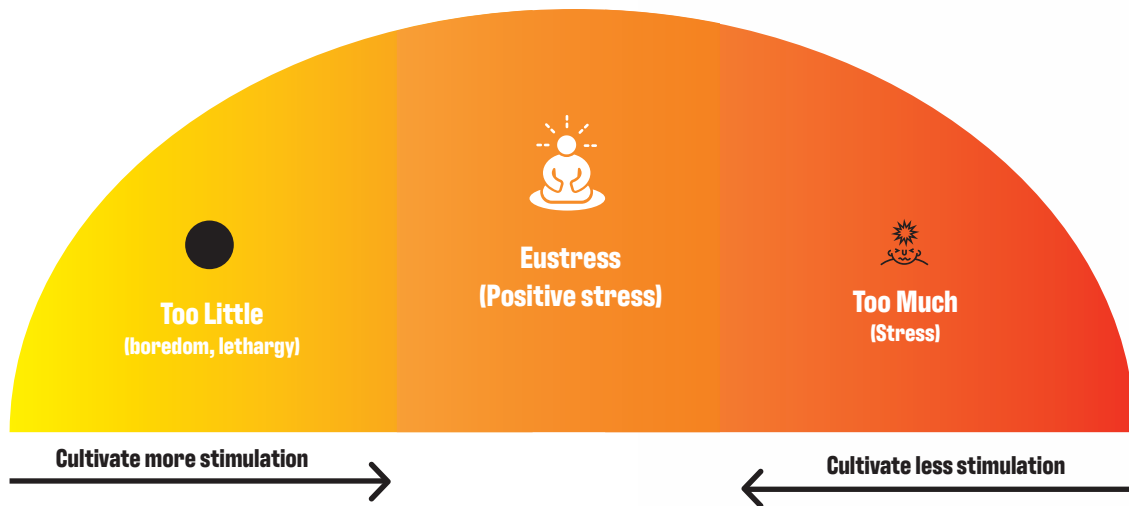 Eustress
(Positive stress)
Too Little
(boredom, lethargy)
Too Much
(Stress)
Cultivate more stimulation
Cultivate less stimulation